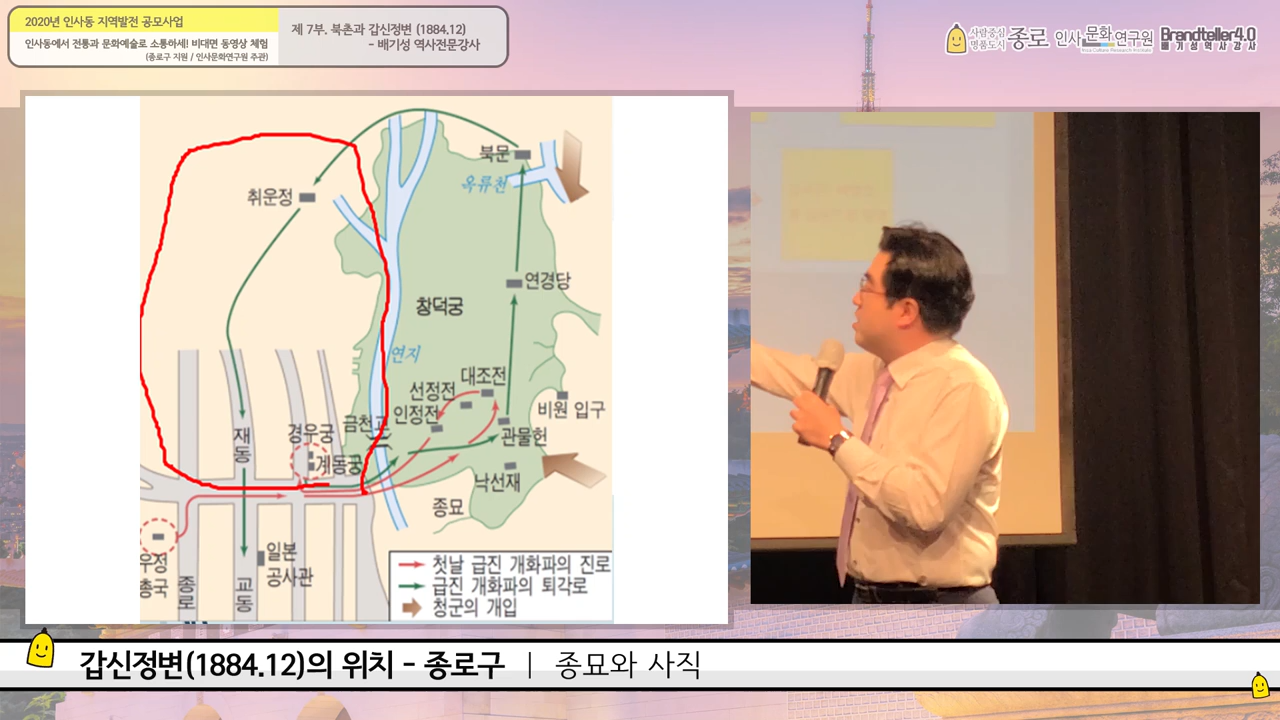 2020년 인사동 지역발전 공모사업
인사동에서 전통과 문화예술로 소통하세! 비대면 동영상 체험
(종로구 지원 / 인사문화연구원 주관)
제 7부. 북촌과 갑신정변 (1884.12)
- 배기성 역사전문강사
사람중심
명품도시
종로
인사문화연구원
Insa Culture Research Institute
Brandteller4.0
배기성역사강사
북문
옥류천
취운정
연경당
창덕궁
연지
대조전
선정전
비원 입구
인정전
금천교
경우궁
재동
관물헌
계동궁
낙선재
종묘
우정
총국
종로
교동
일본
공사관
첫날 급진 개화파의 진로
급진 개화파의 퇴각로
청군의 개입
갑신정변(1884.12)의 위치 - 종로구 | 종묘와 사직